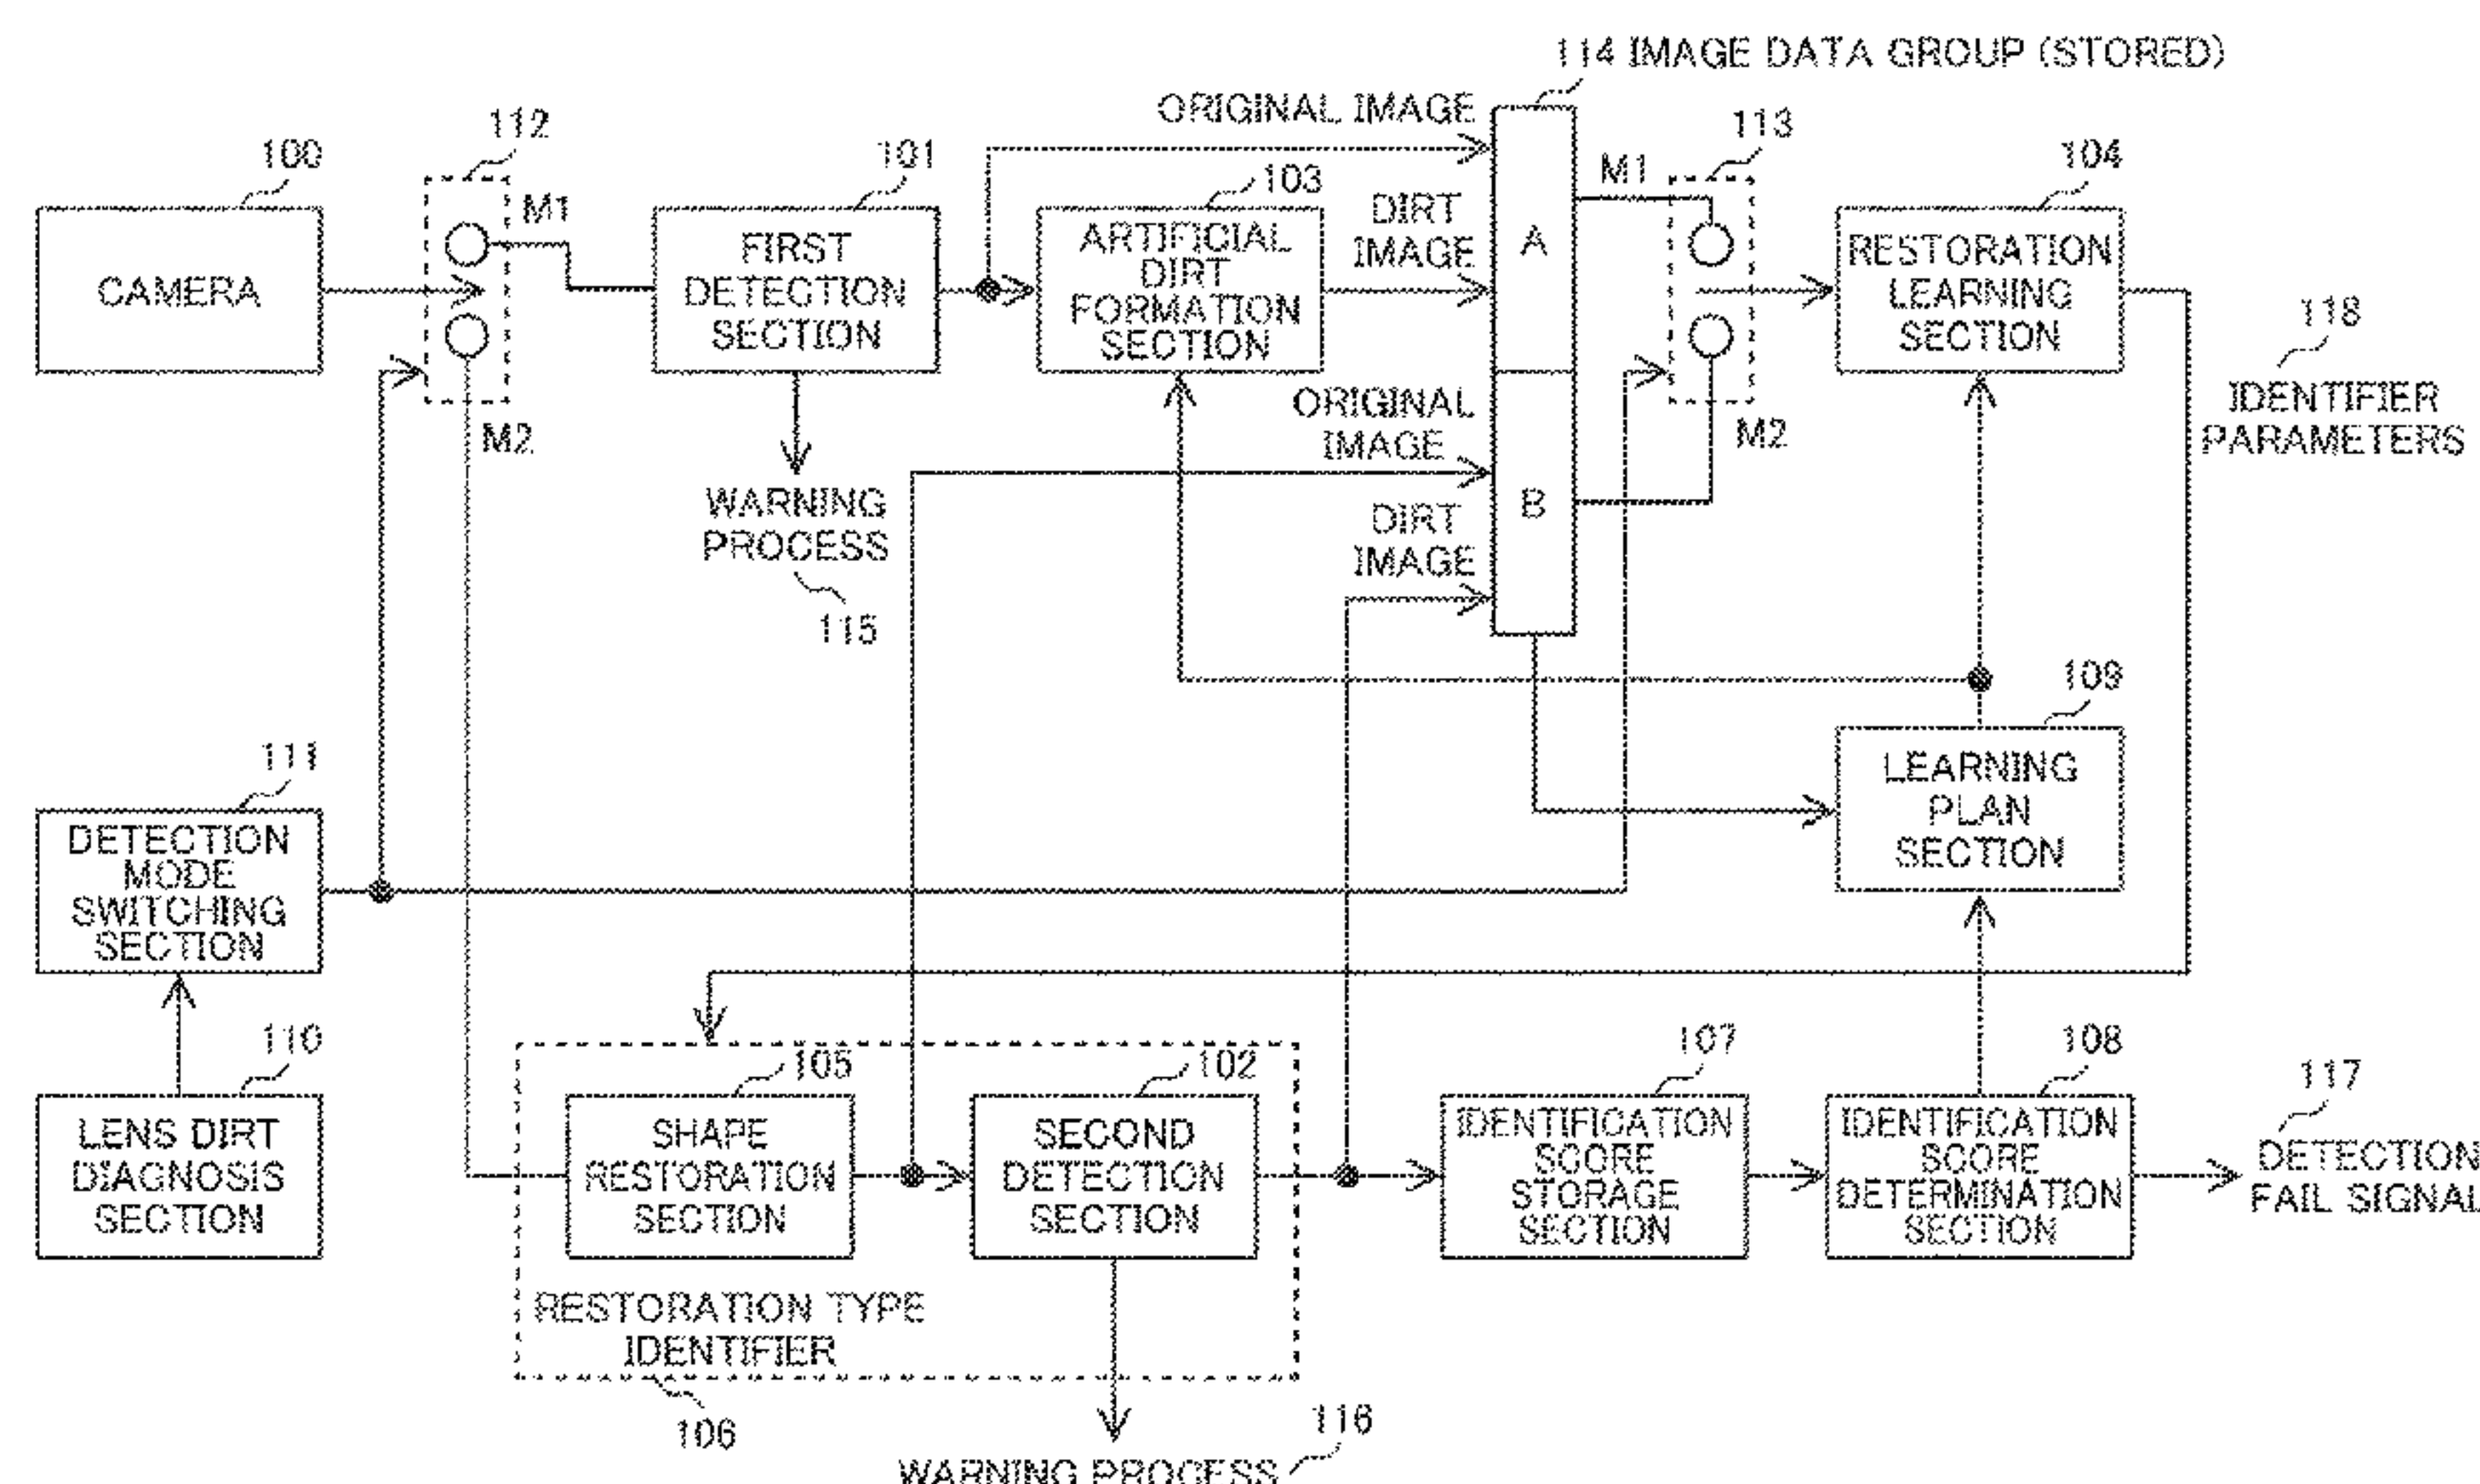 114 IMAGE DATA GROUP (STORED)
ORIGINAL IMAGE
112
113
100
101
103
104
M1
M1
CAMERA
FIRST
DETECTION
SECTION
ARTIFICIAL
DIRT
FORMATION
SECTION
DIRT
IMAGE
A
RESTORATION
LEARNING
SECTION
118
IDENTIFIER
PARAMETERS
M2
M2
ORIGINAL
IMAGE
WARNING
PROCESS
115
DIRT
IMAGE
B
109
LEARNING
PLAN
SECTION
111
DETECTION
MODE
SWITCHING
SECTION
110
LENS DIRT
DIAGNOSIS
SECTION
105
SHAPE
RESTORATION
SECTION
102
SECOND
DETECTION
SECTION
107
IDENTIFICATION
SCORE
STORAGE
SECTION
108
IDENTIFICATION
SCORE
DETERMINATION
SECTION
117
DETECTION
FAIL SIGNAL
RESTORATION TYPE
IDENTIFIER
106
116
WARNING PROCESS